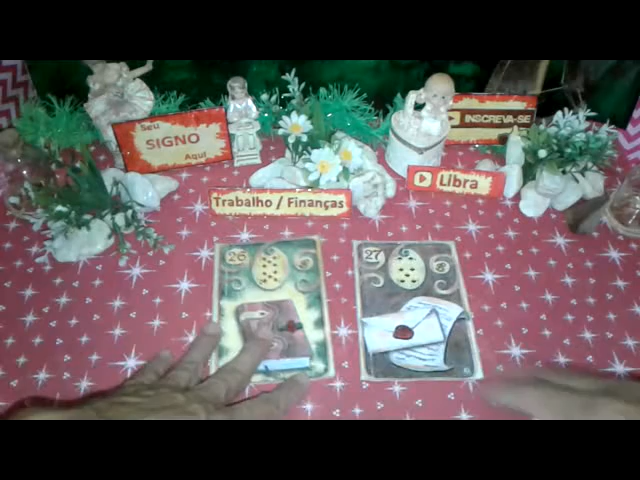 Seu
SIGNO
Aqui
INSCREVA-SE
Trabalho / Finanças
Libra
26
27